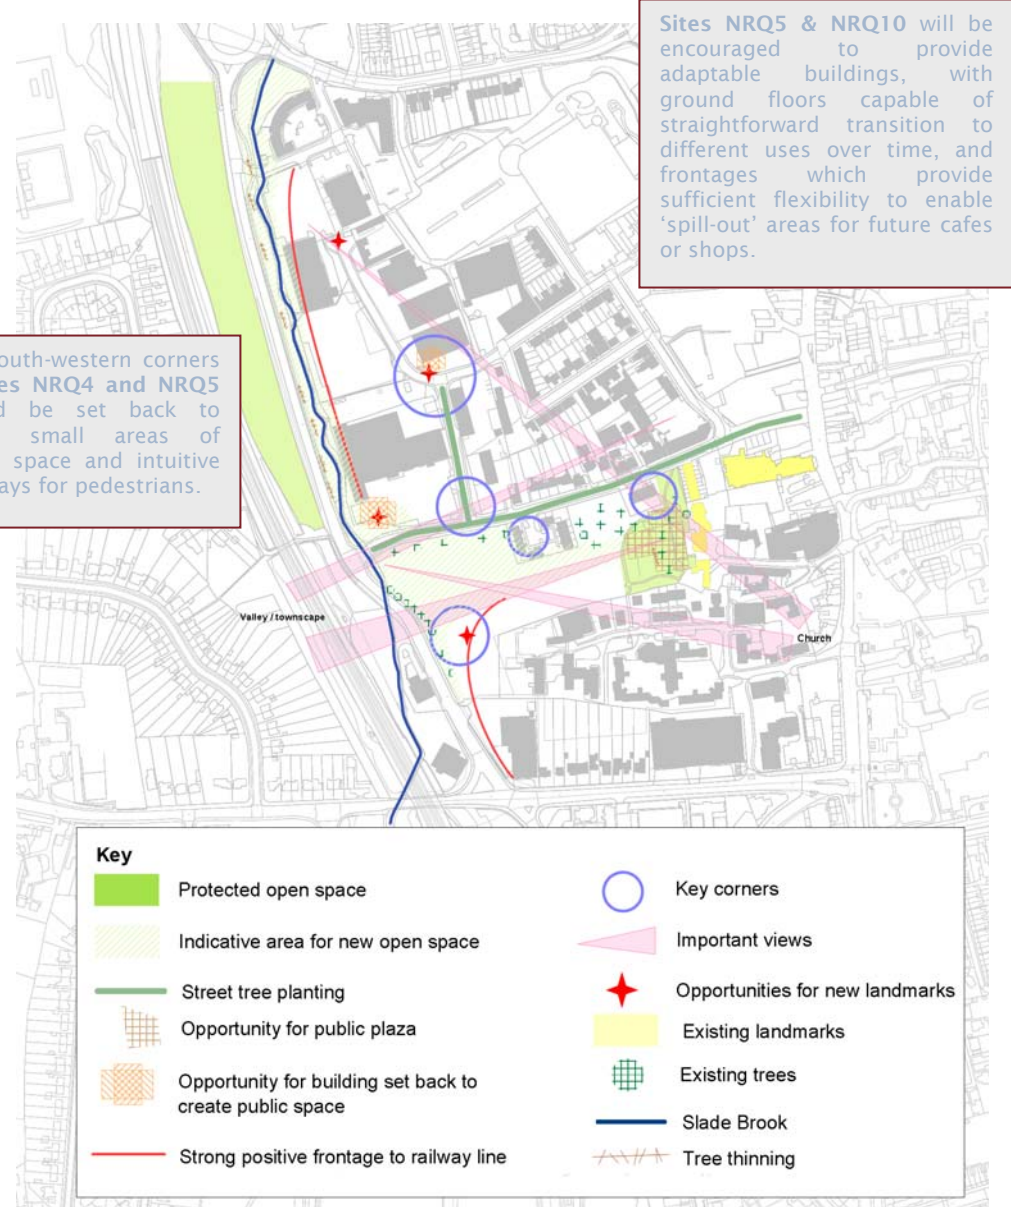 Sites NRQ5 & NRQ10 will be
encouraged to provide
adaptable buildings, with
ground floors capable of
straightforward transition to
different uses over time, and
frontages which provide
sufficient flexibility to enable
‘spill-out’ areas for future cafes
or shops.
outh-western corners
es NRQ4 and NRQ5
d be set back to
small areas of
space and intuitive
ays for pedestrians.
Valley / townscape
Church
Key
Protected open space
Indicative area for new open space
Street tree planting
Opportunity for public plaza
Opportunity for building set back to
create public space
Strong positive frontage to railway line
Key corners
Important views
Opportunities for new landmarks
Existing landmarks
Existing trees
Slade Brook
Tree thinning